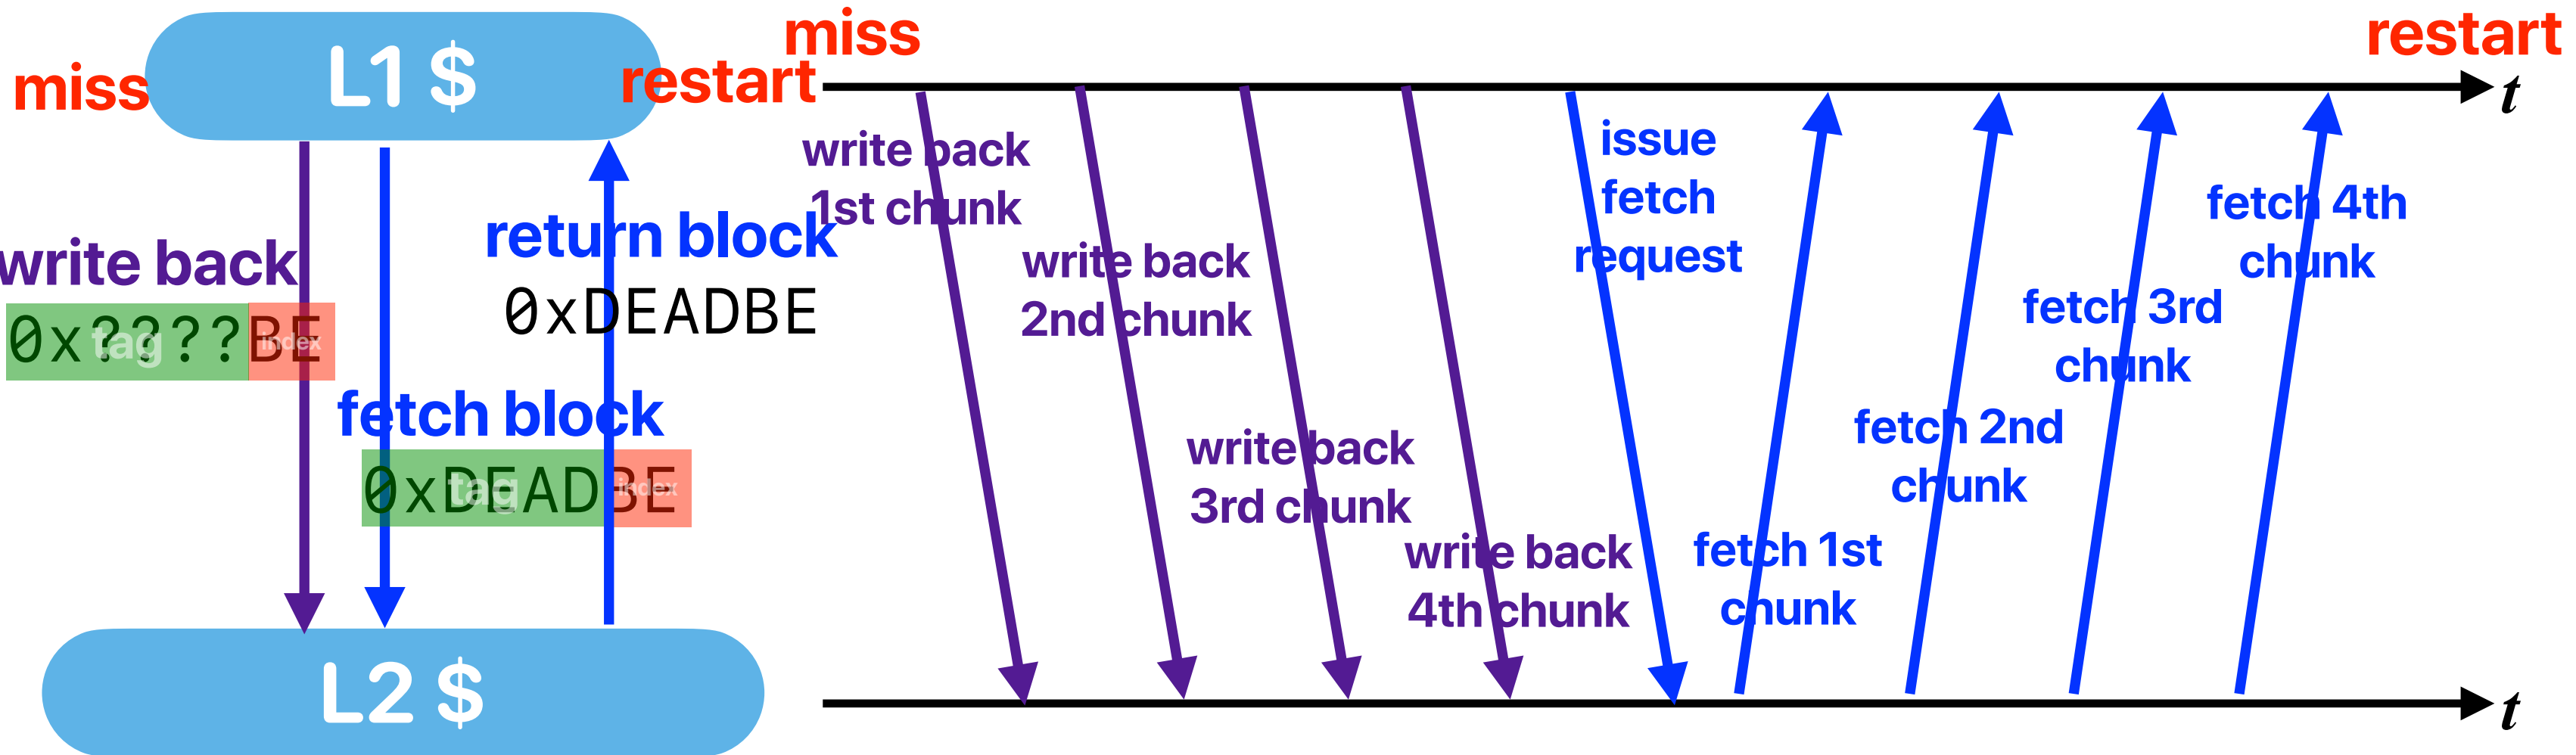 miss
L1 $
restart
write back
0x????BE
tag
index
return block
0xDEADBE
fetch block
0xDEADBE
tag
index
L2 $
miss
restart
t
write back
1st chunk
write back
2nd chunk
write back
3rd chunk
write back
4th chunk
issue
fetch
request
fetch 1st
chunk
fetch 2nd
chunk
fetch 3rd
chunk
fetch 4th
chunk
t